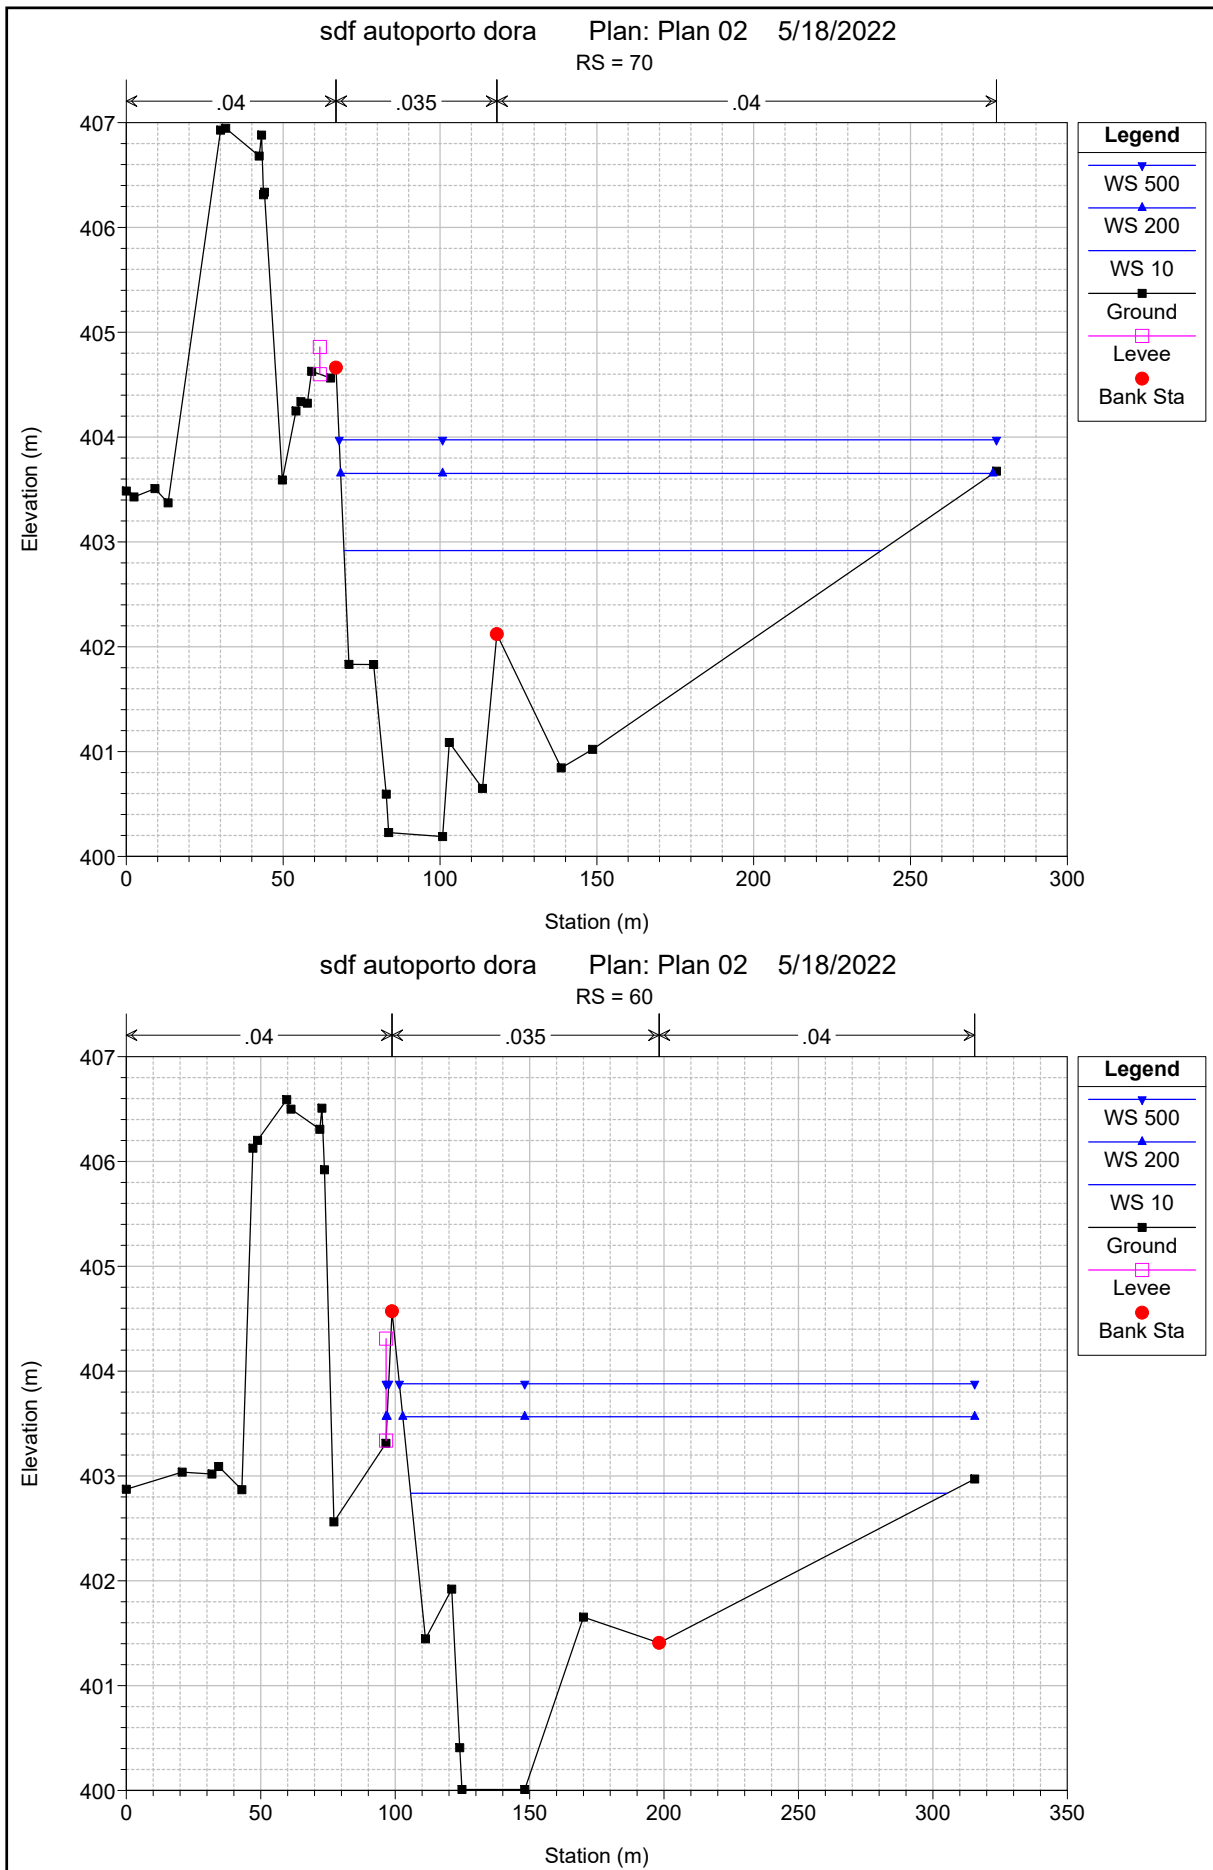 sdf autoporto dora Plan: Plan 02 5/18/2022
RS = 70
.04 .035 .04
407
406
405
404
403
402
401
400
Elevation (m)
0 50 100 150 200 250 300
Station (m)
Legend
WS 500
WS 200
WS 10
Ground
Levee
Bank Sta
sdf autoporto dora Plan: Plan 02 5/18/2022
RS = 60
.04 .035 .04
407
406
405
404
403
402
401
400
Elevation (m)
0 50 100 150 200 250 300 350
Station (m)
Legend
WS 500
WS 200
WS 10
Ground
Levee
Bank Sta